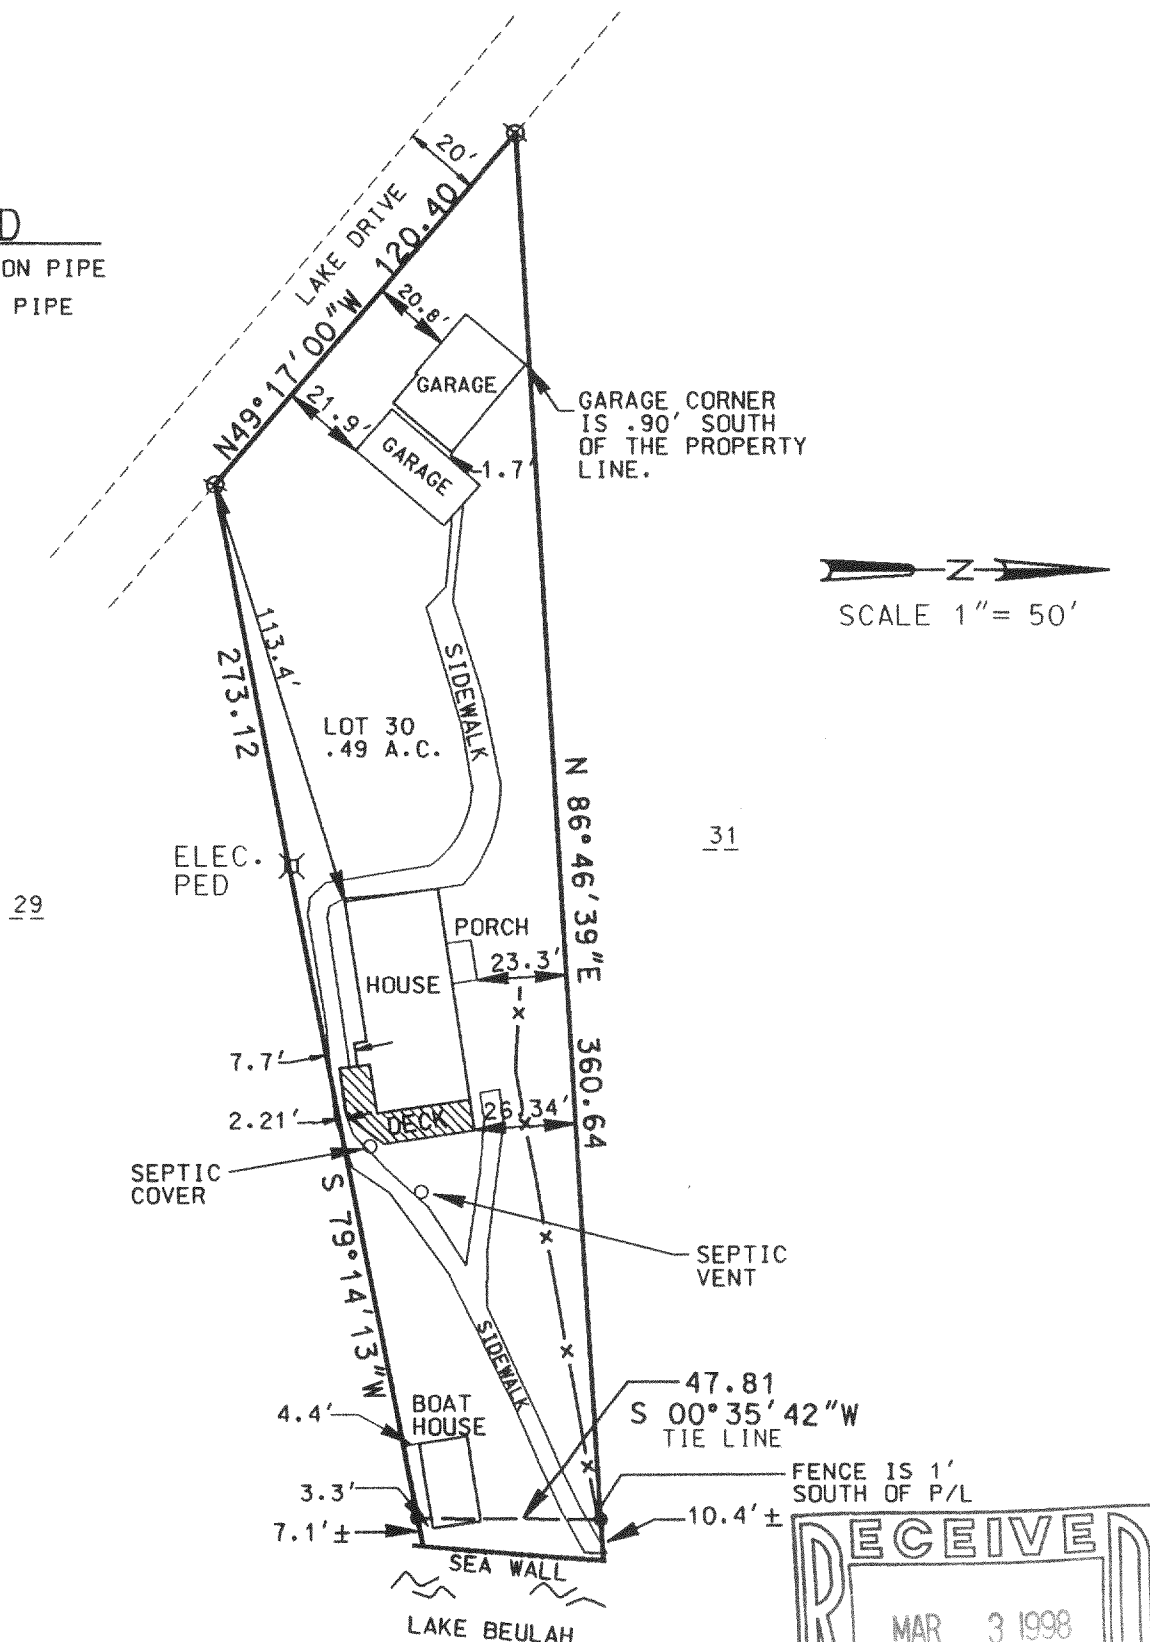 20'
LAKE DRIVE
N49°17'00"W 120.40
D
ON PIPE
PIPE
20.8'
GARAGE
21.9'
GARAGE
1.7'
GARAGE CORNER
IS .90' SOUTH
OF THE PROPERTY
LINE.
N
SCALE 1"= 50'
113.4'
273.12
SIDEWALK
LOT 30
.49 A.C.
N 86°46'39"E 360.64
31
ELEC.
PED
29
PORCH
23.3'
HOUSE
7.7'
2.21'
DECK
26.34'
SEPTIC
COVER
S 79°14'13"W
SEPTIC
VENT
SIDEWALK
47.81
S 00°35'42"W
TIE LINE
4.4'
BOAT
HOUSE
FENCE IS 1'
SOUTH OF P/L
3.3'
7.1'±
10.4'±
SEA WALL
LAKE BEULAH
RECEIVED
MAR 3 1998